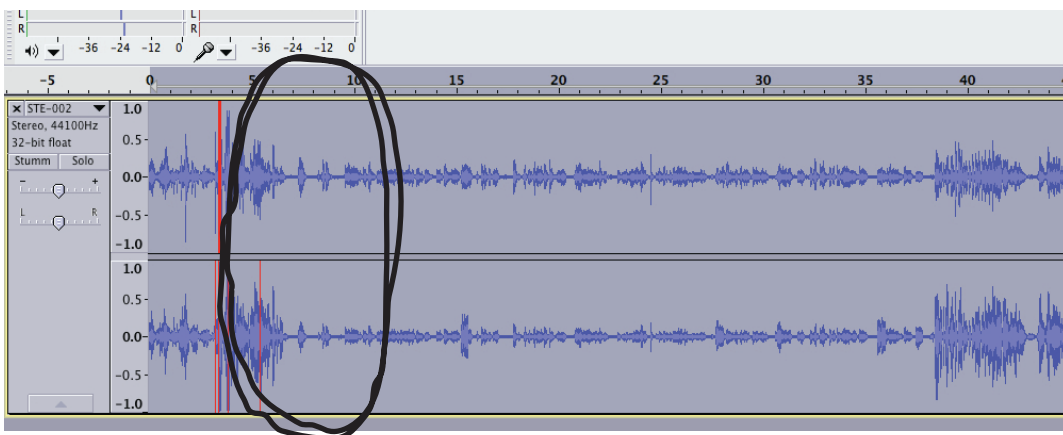 L
R
L
R
-36 -24 -12 0
-36 -24 -12 0
-5 0 5 10 15 20 25 30 35 40
× STE-002
Stereo, 44100Hz
32-bit float
Stumm Solo
- +
L R
1.0
0.5-
0.0-
-0.5-
-1.0
1.0
0.5-
0.0-
-0.5-
-1.0